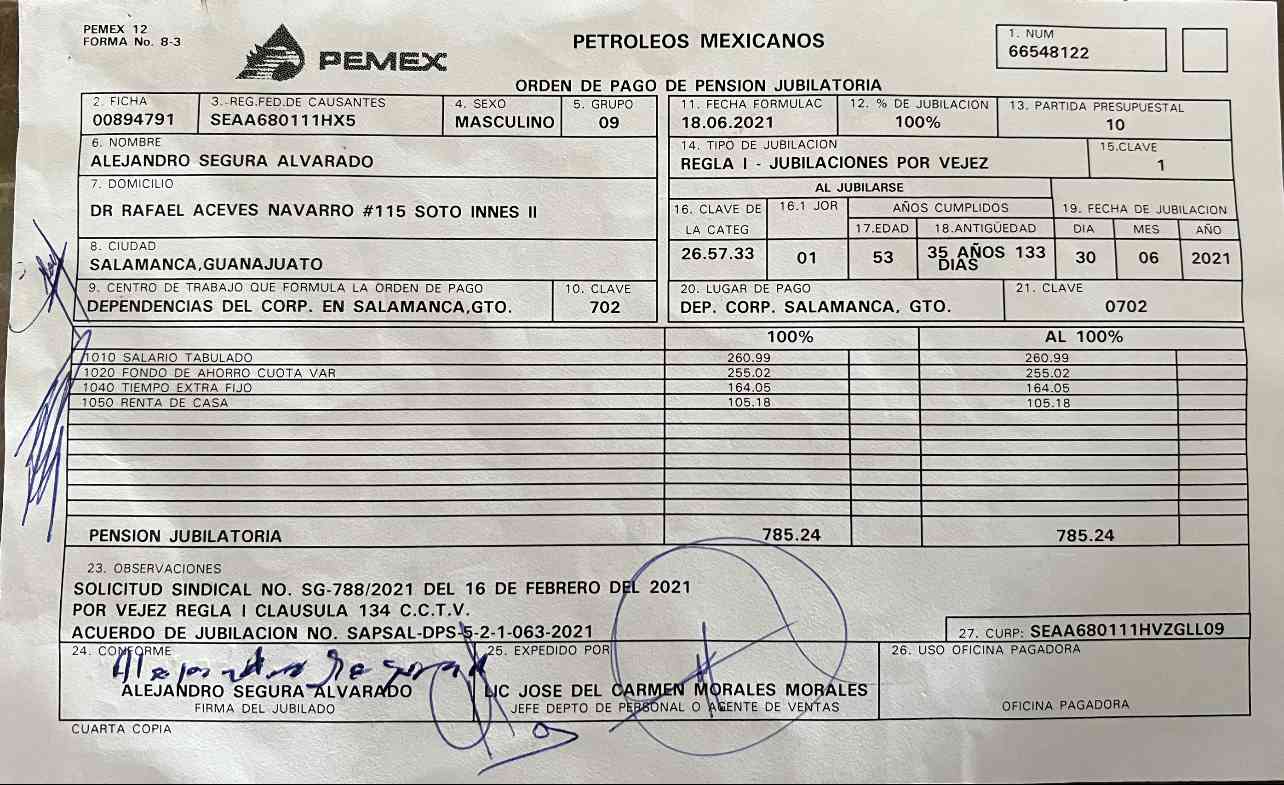 PEMEX 12
FORMA No. 8-3
PEMEX
PETROLEOS MEXICANOS
ORDEN DE PAGO DE PENSION JUBILATORIA
1. NUM
66548122
2. FICHA
00894791
3.-REG.FED.DE CAUSANTES
SEAA680111HX5
4. SEXO
MASCULINO
5. GRUPO
09
11. FECHA FORMULAC
18.06.2021
12. % DE JUBILACION
100%
13. PARTIDA PRESUPUESTAL
10
6. NOMBRE
ALEJANDRO SEGURA ALVARADO
14. TIPO DE JUBILACION
REGLA I - JUBILACIONES POR VEJEZ
15.CLAVE
1
7. DOMICILIO
DR RAFAEL ACEVES NAVARRO #115 SOTO INNES II
AL JUBILARSE
16. CLAVE DE LA CATEG
26.57.33
16.1 JOR
01
AÑOS CUMPLIDOS
17.EDAD
53
18.ANTIGÜEDAD
35 AÑOS 133
DIAS
19. FECHA DE JUBILACION
DIA MES AÑO
30 06 2021
8. CIUDAD
SALAMANCA,GUANAJUATO
9. CENTRO DE TRABAJO QUE FORMULA LA ORDEN DE PAGO
DEPENDENCIAS DEL CORP. EN SALAMANCA,GTO.
10. CLAVE
702
20. LUGAR DE PAGO
DEP. CORP. SALAMANCA, GTO.
21. CLAVE
0702
100% AL 100%
1010 SALARIO TABULADO 260.99 260.99
1020 FONDO DE AHORRO CUOTA VAR 255.02 255.02
1040 TIEMPO EXTRA FIJO 164.05 164.05
1050 RENTA DE CASA 105.18 105.18
PENSION JUBILATORIA 785.24 785.24
23. OBSERVACIONES
SOLICITUD SINDICAL NO. SG-788/2021 DEL 16 DE FEBRERO DEL 2021
POR VEJEZ REGLA I CLAUSULA 134 C.C.T.V.
ACUERDO DE JUBILACION NO. SAPSAL-DPS-5-2-1-063-2021
27. CURP: SEAA680111HVZGLL09
24. CONFORME
ALEJANDRO SEGURA ALVARADO
FIRMA DEL JUBILADO
25. EXPEDIDO POR
LIC JOSE DEL CARMEN MORALES MORALES
JEFE DEPTO DE PERSONAL O AGENTE DE VENTAS
26. USO OFICINA PAGADORA
OFICINA PAGADORA
CUARTA COPIA